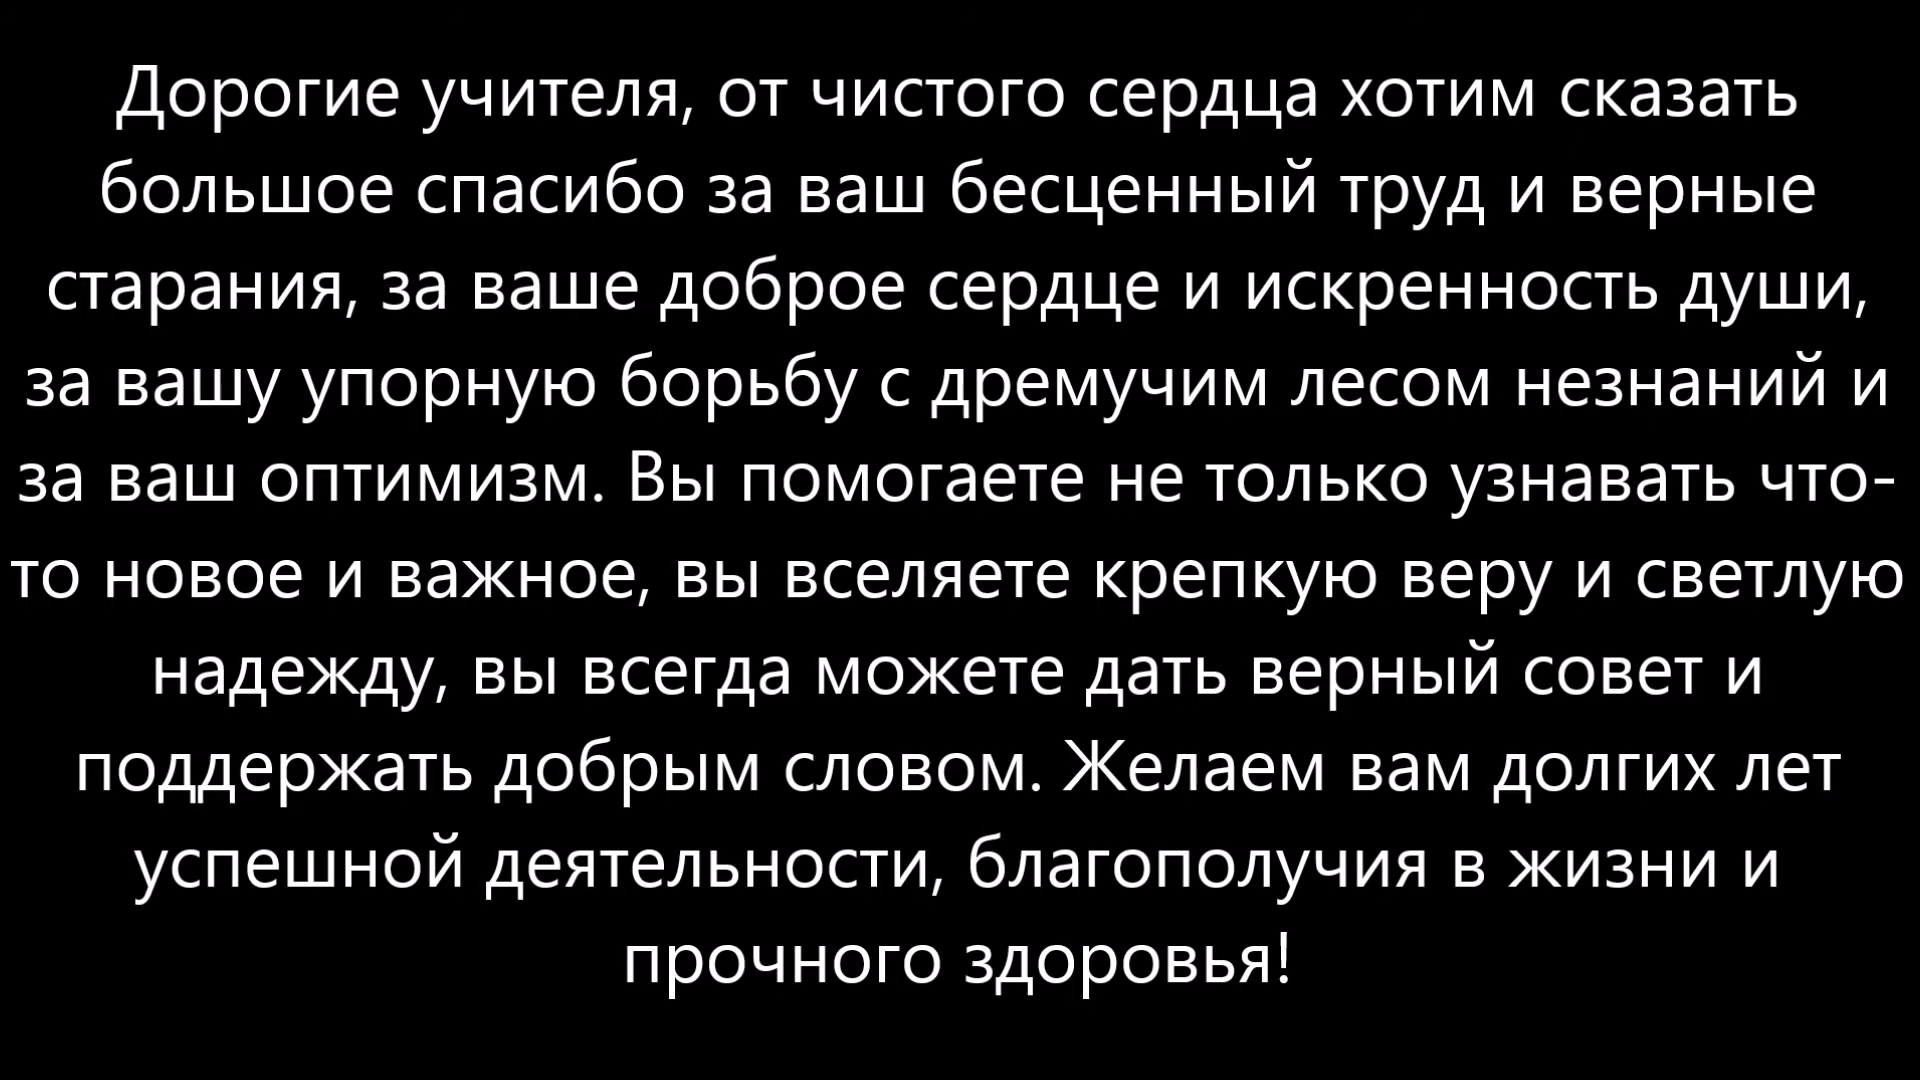 Дорогие учителя, от чистого сердца хотим сказать
большое спасибо за ваш бесценный труд и верные
старания, за ваше доброе сердце и искренность души,
за вашу упорную борьбу с дремучим лесом незнаний и
за ваш оптимизм. Вы помогаете не только узнавать что-
то новое и важное, вы вселяете крепкую веру и светлую
надежду, вы всегда можете дать верный совет и
поддержать добрым словом. Желаем вам долгих лет
успешной деятельности, благополучия в жизни и
прочного здоровья!